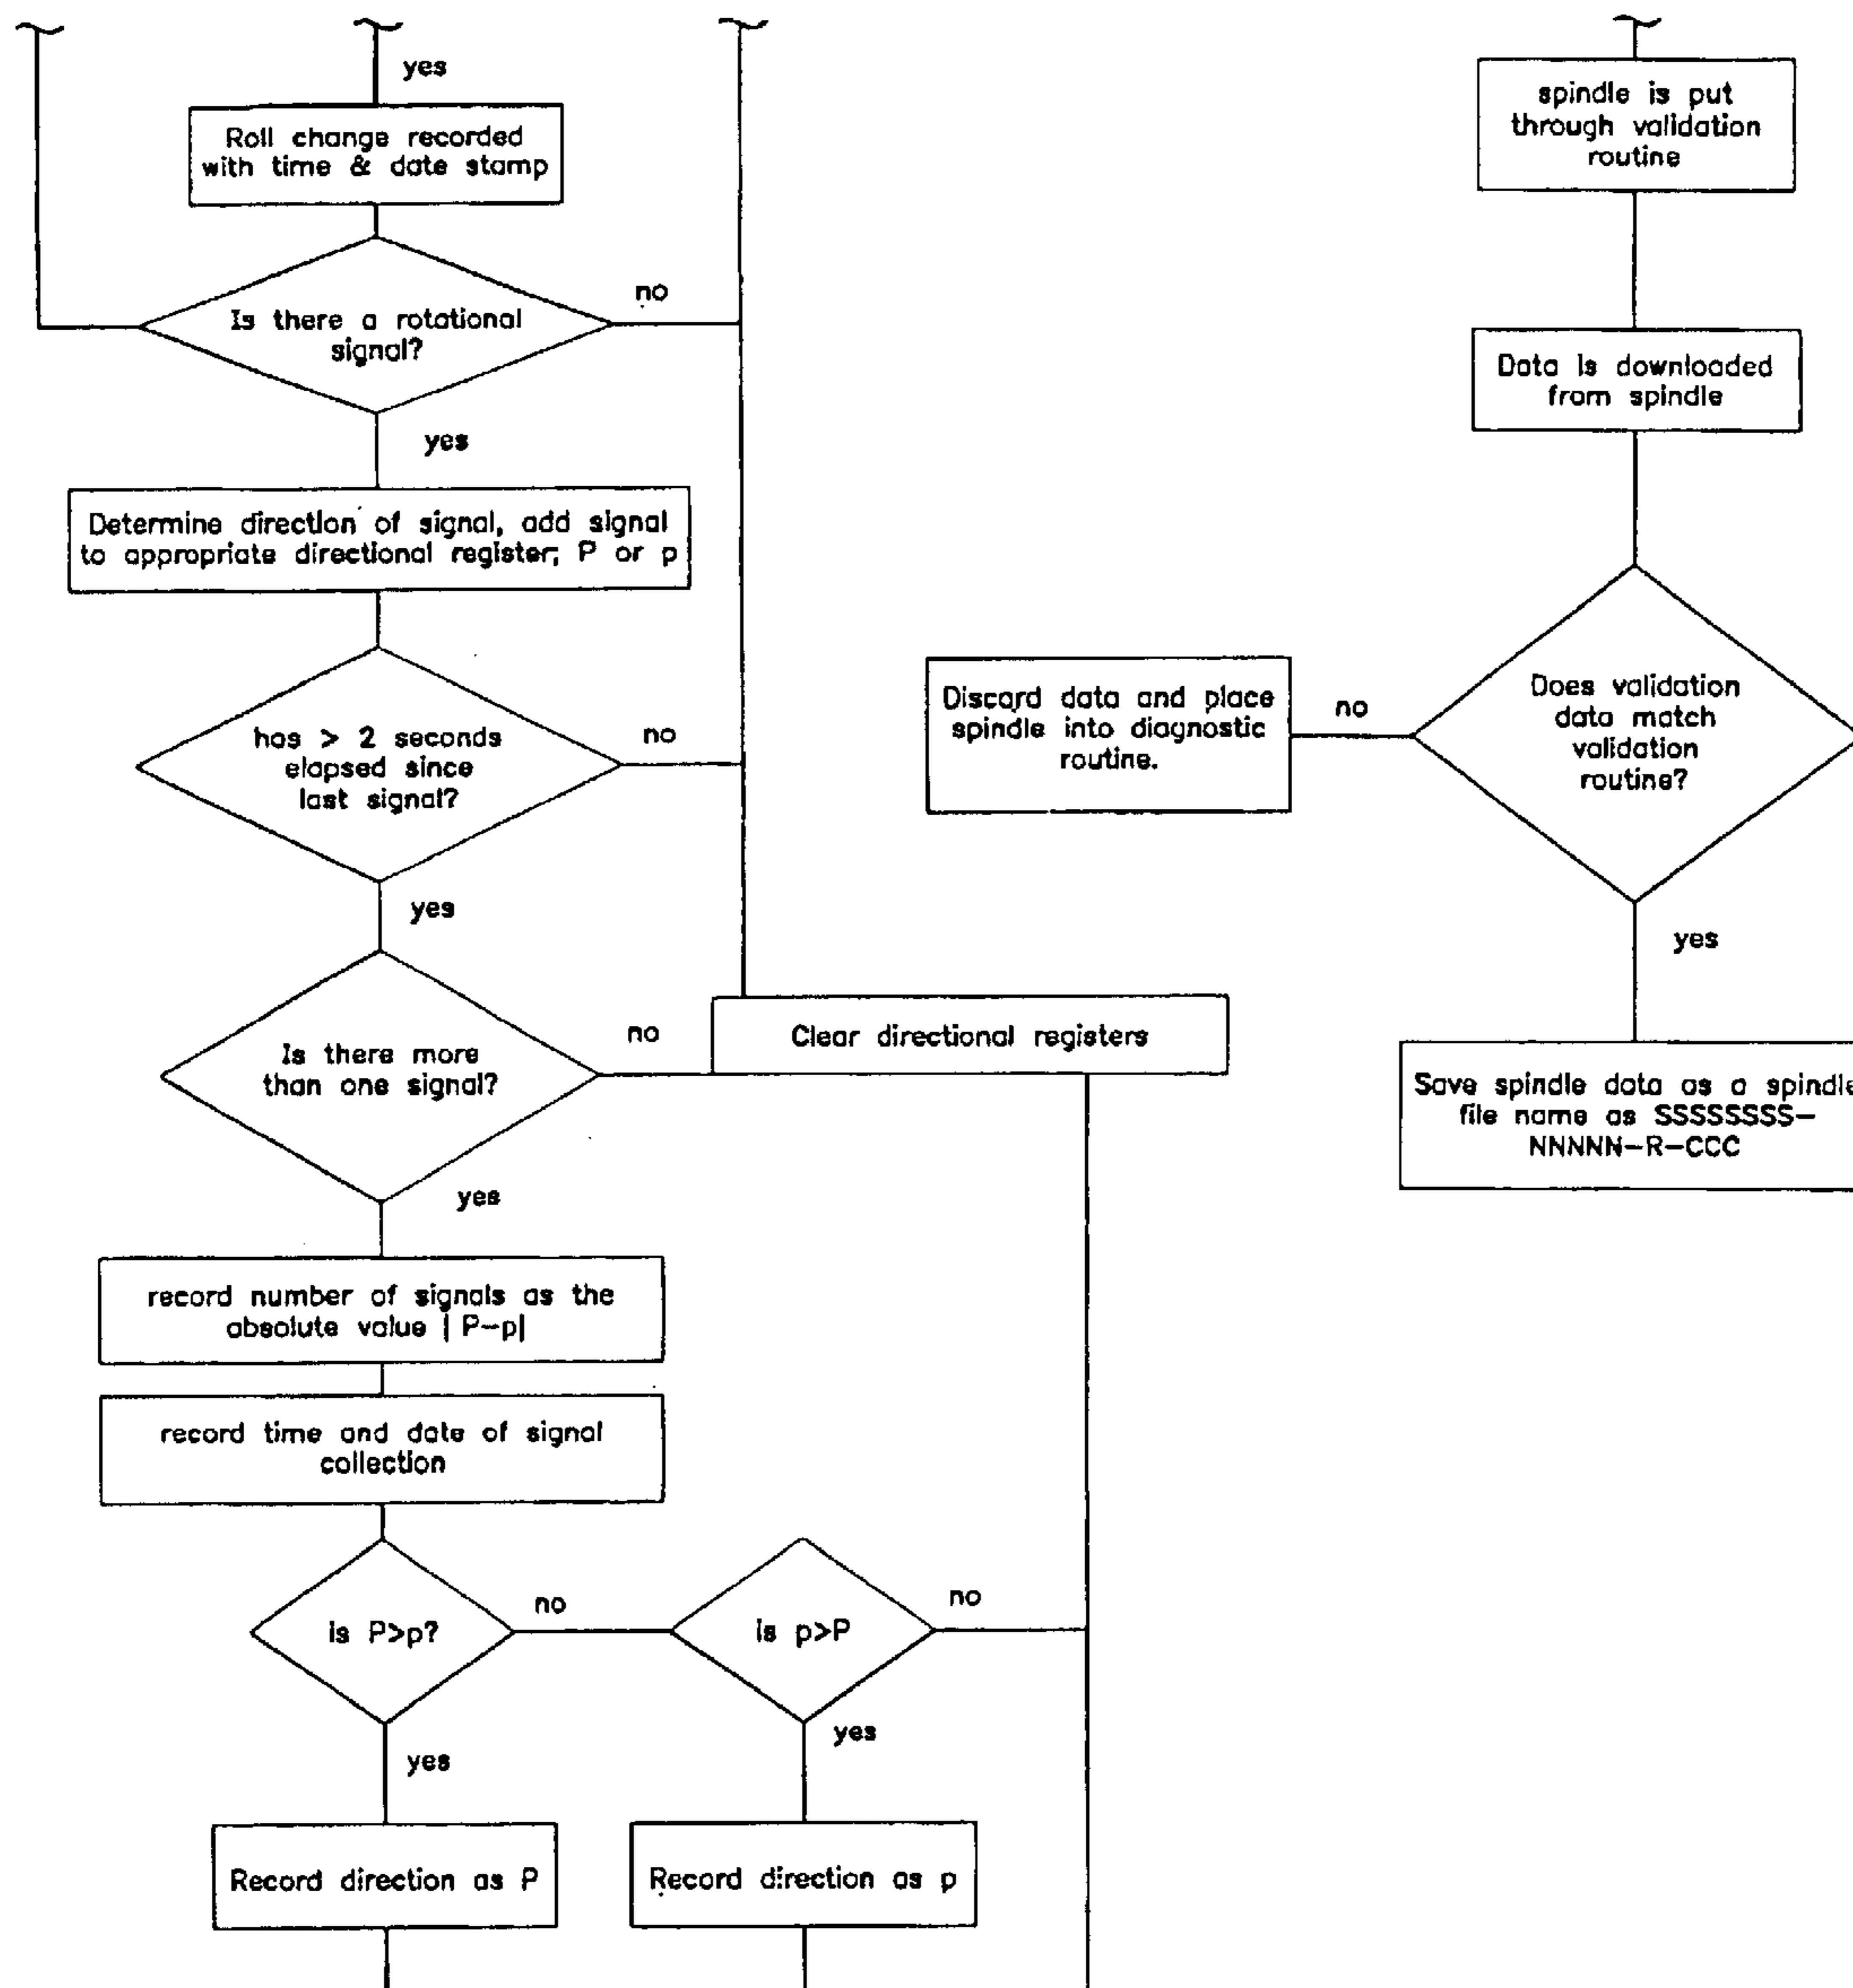 yes
Roll change recorded
with time & date stamp
Is there a rotational
signal?
no
yes
Determine direction of signal, add signal
to appropriate directional register; P or p
has > 2 seconds
elapsed since
last signal?
no
yes
Is there more
than one signal?
no
Clear directional registers
yes
record number of signals as the
absolute value | P-p|
record time and date of signal
collection
is P>p?
no
is p>P
no
yes
yes
Record direction as P
Record direction as p
spindle is put
through validation
routine
Data is downloaded
from spindle
Does validation
data match
validation
routine?
no
Discard data and place
spindle into diagnostic
routine.
yes
Save spindle data as a spindle
file name as SSSSSSSS-
NNNNN-R-CCC